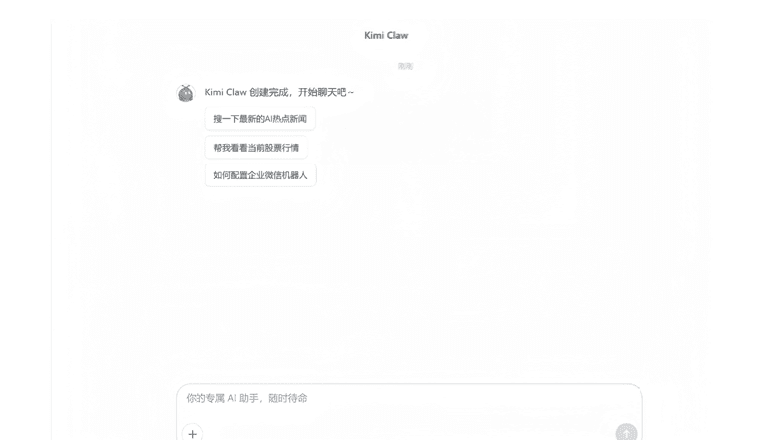 Kimi Claw
刚刚
Kimi Claw 创建完成，开始聊天吧～
搜一下最新的AI热点新闻
帮我看看当前股票行情
如何配置企业微信机器人
你的专属 AI 助手，随时待命